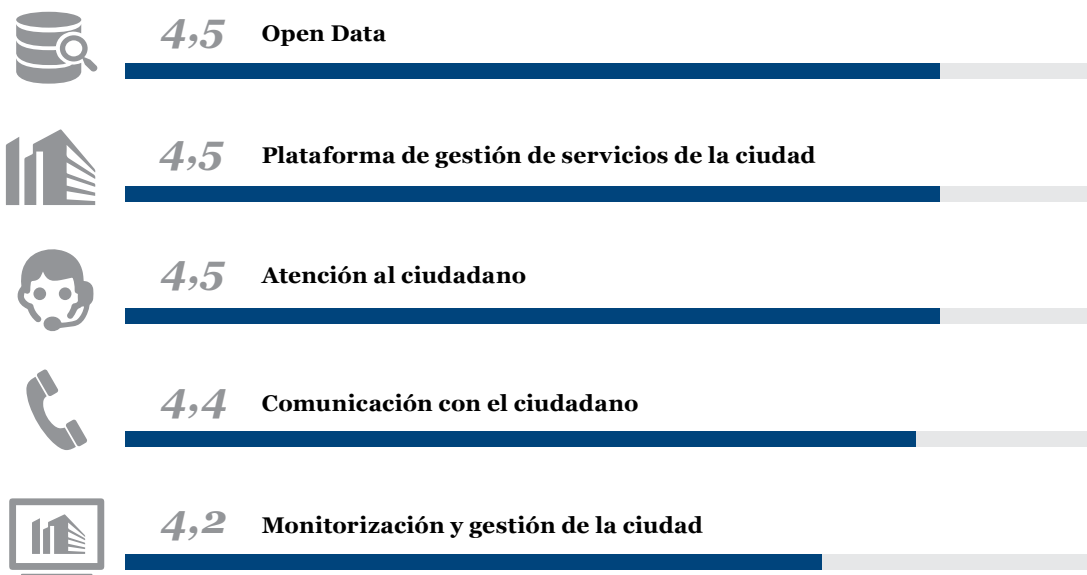 4,5 Open Data
4,5 Plataforma de gestión de servicios de la ciudad
4,5 Atención al ciudadano
4,4 Comunicación con el ciudadano
4,2 Monitorización y gestión de la ciudad